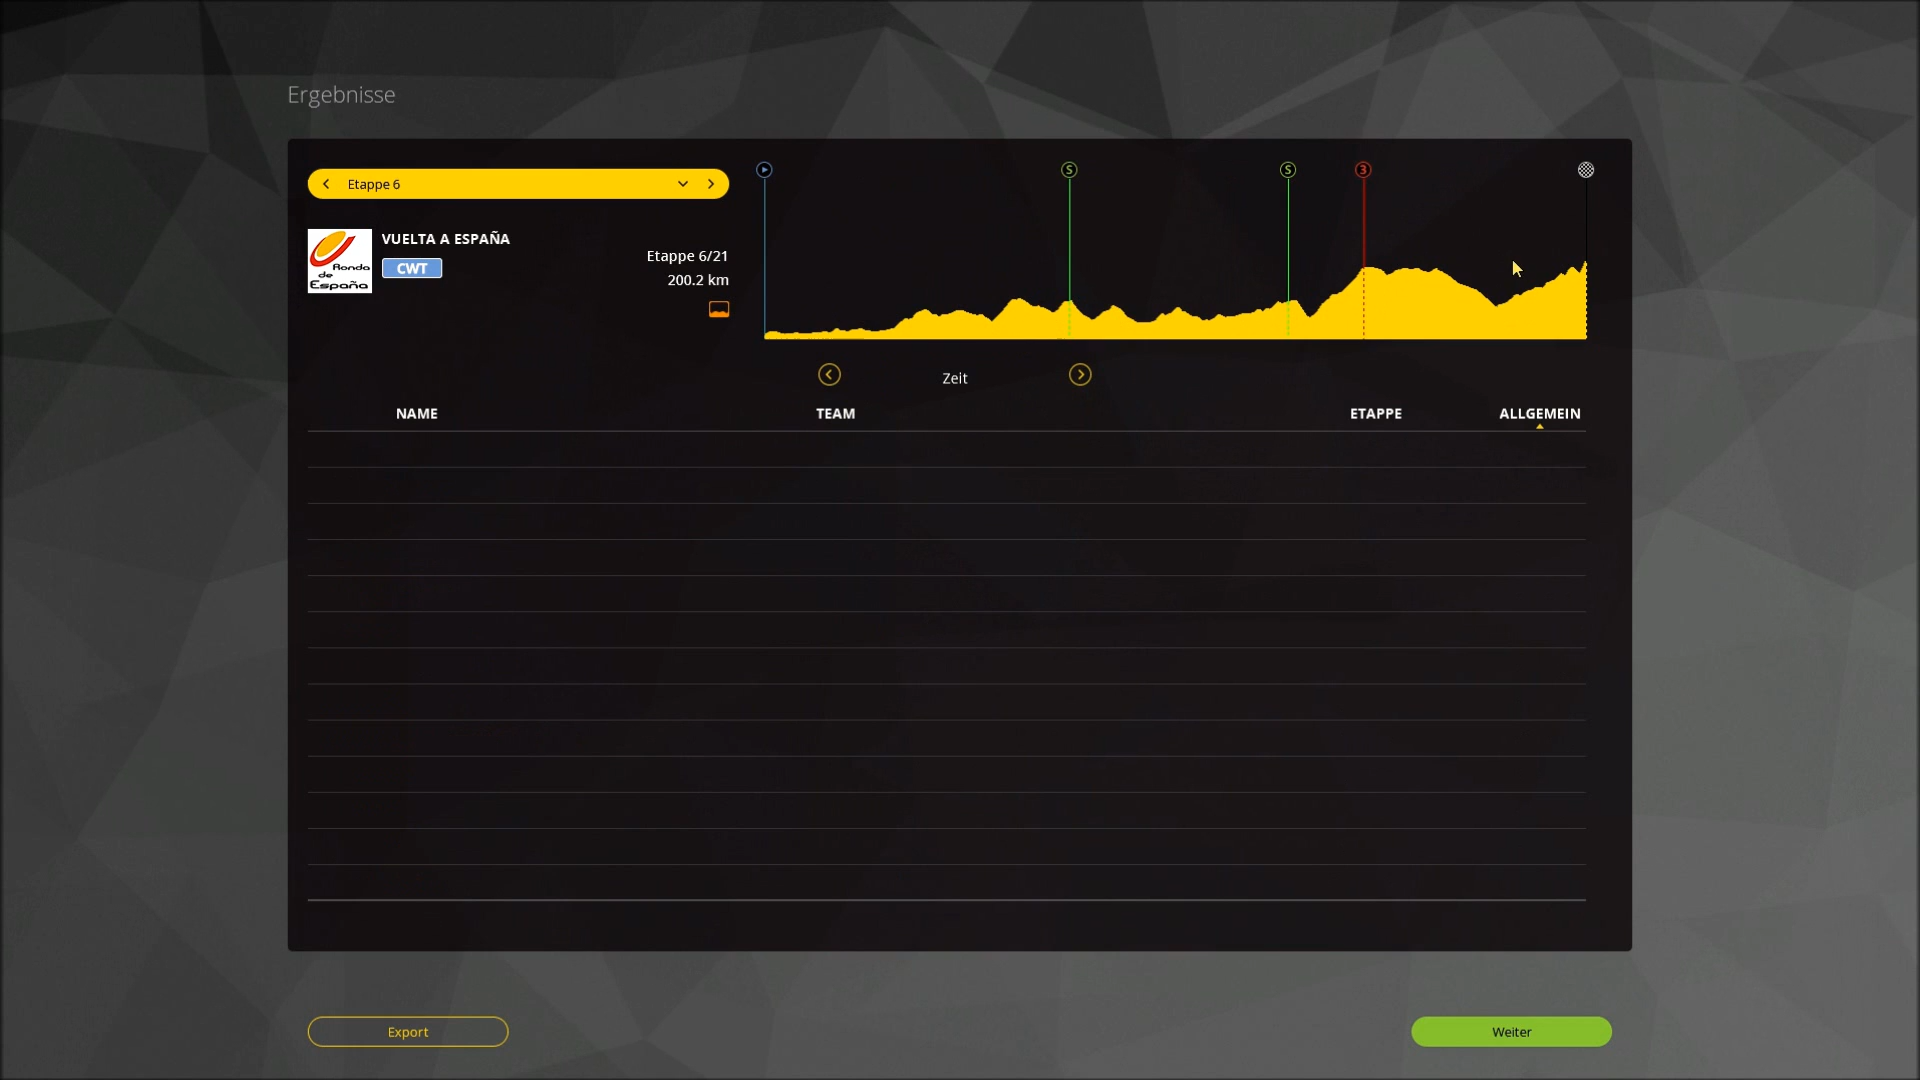 Ergebnisse
Etappe 6
S
S
3
VUELTA A ESPAÑA
CWT
Ronda
de
España
Etappe 6/21
200.2 km
Zeit
NAME TEAM ETAPPE ALLGEMEIN
Export
Weiter